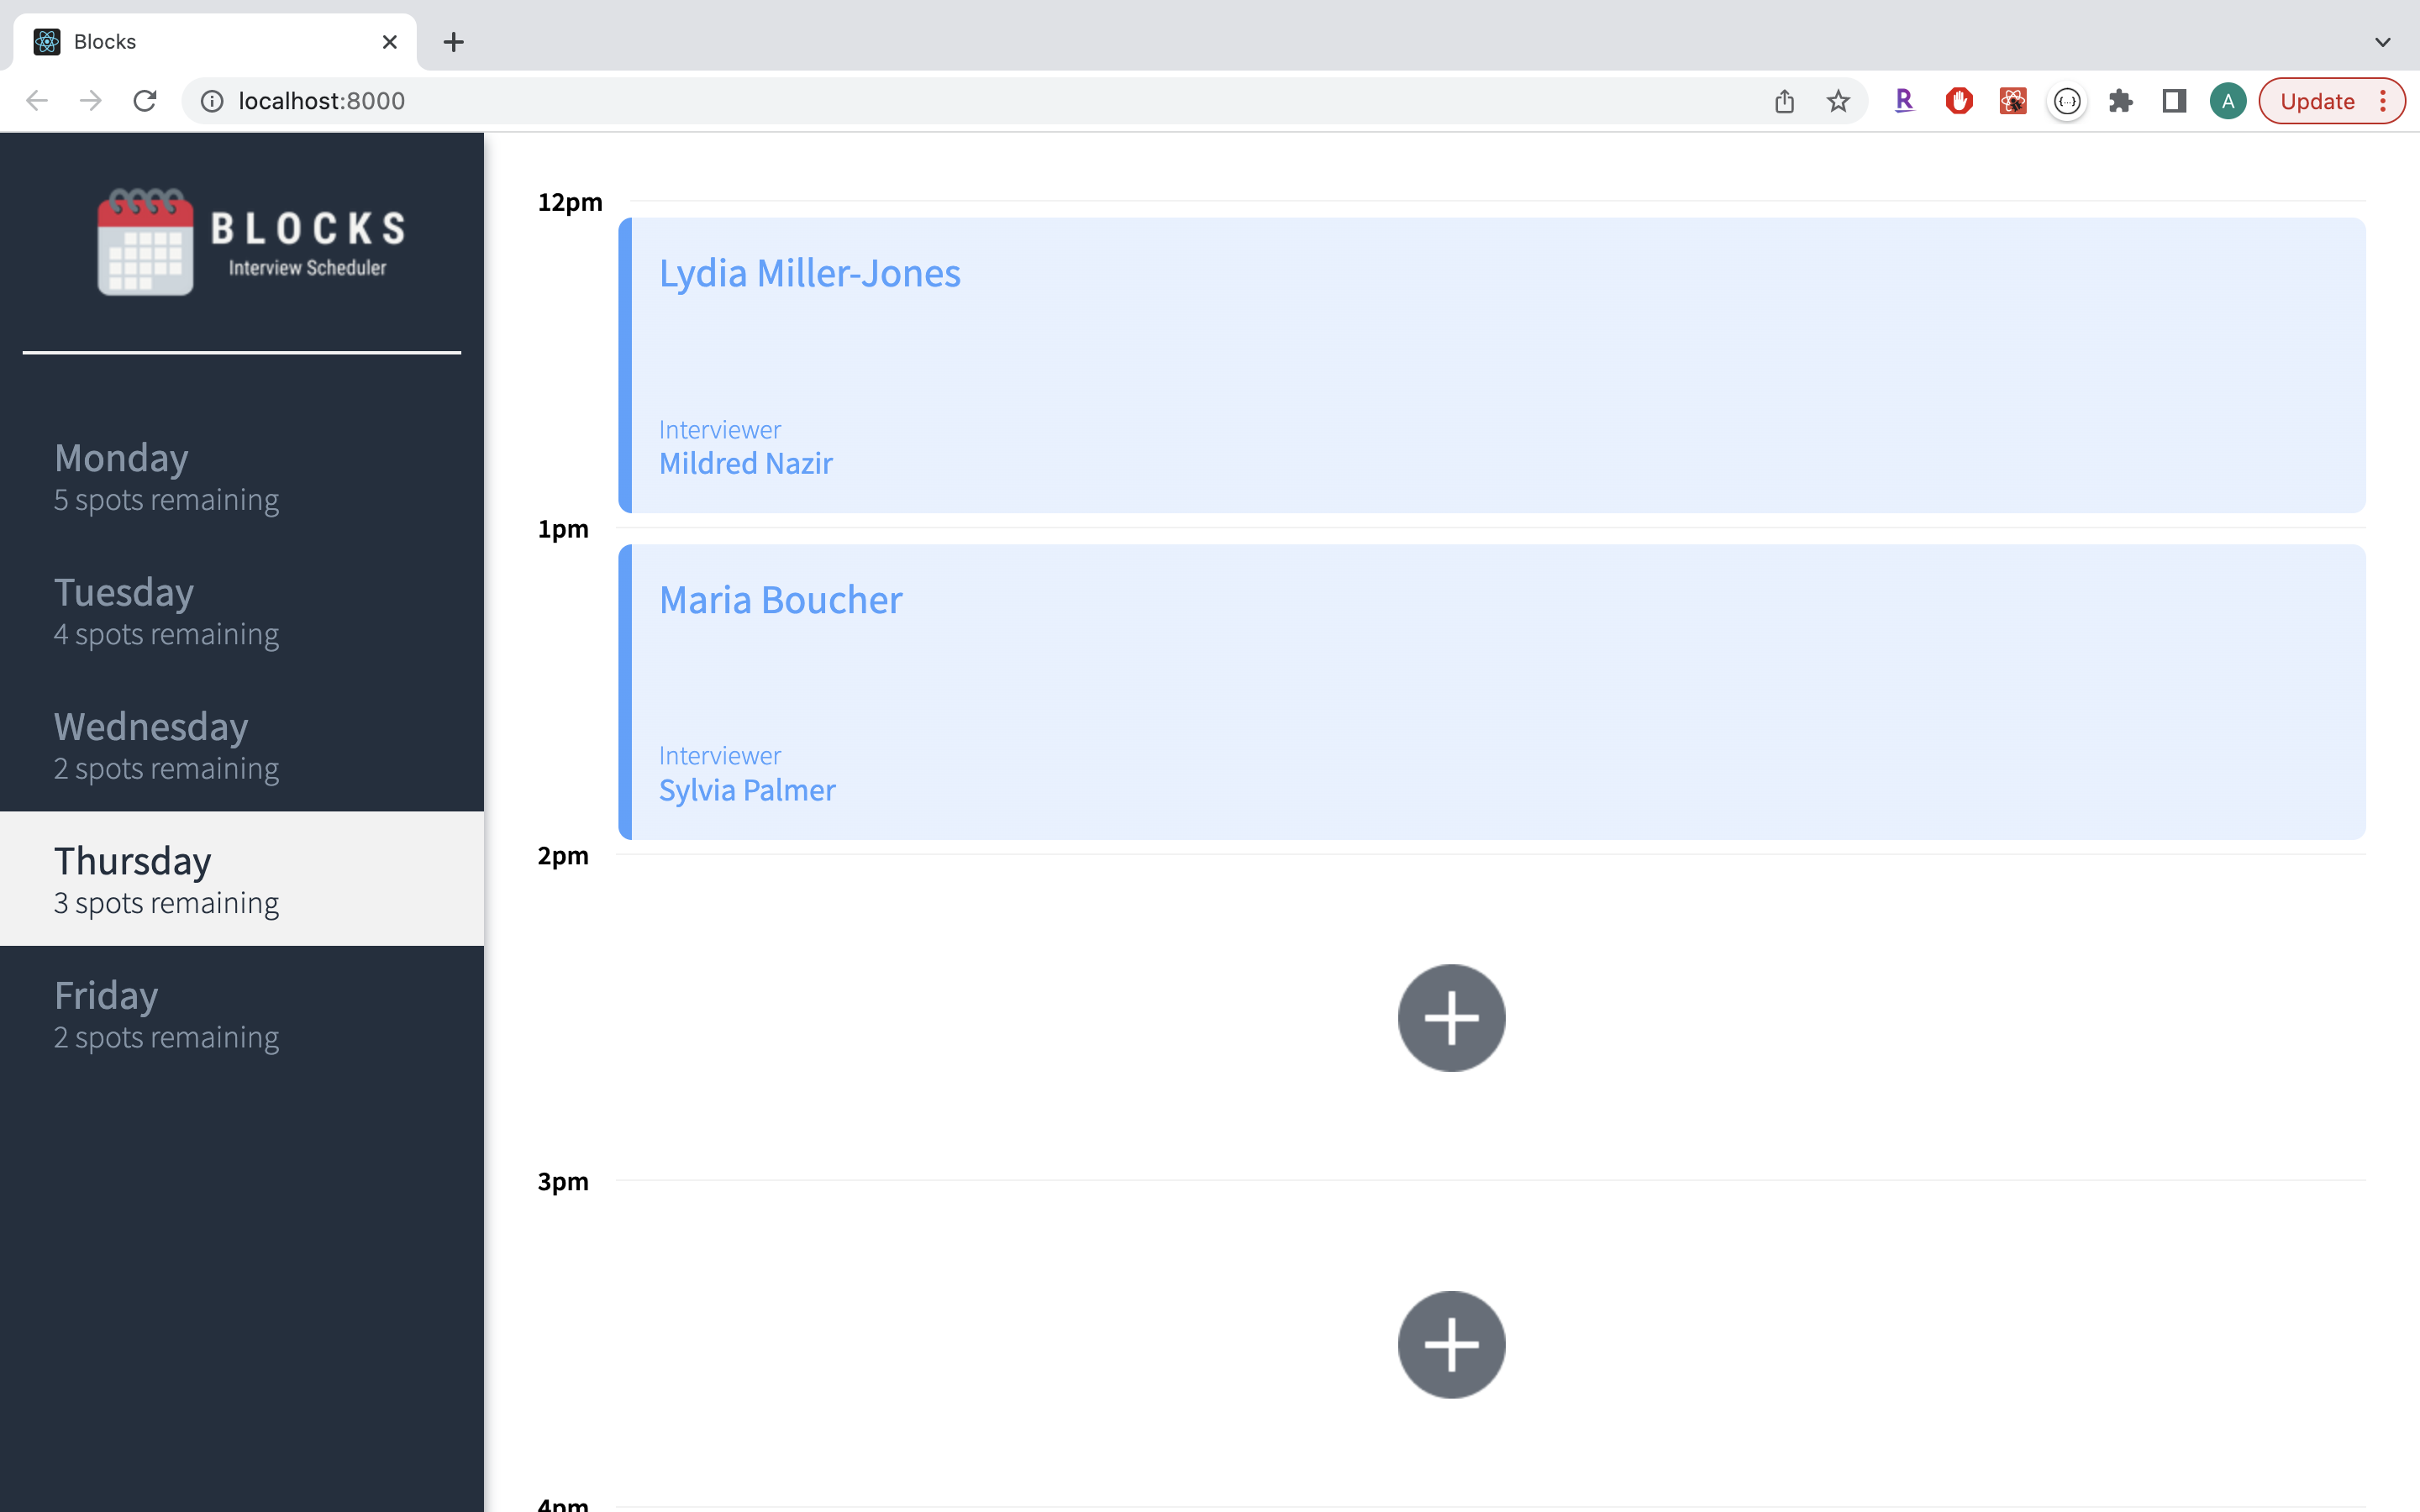 Blocks
localhost:8000
R
A
Update
BLOCKS
Interview Scheduler
Monday
5 spots remaining
Tuesday
4 spots remaining
Wednesday
2 spots remaining
Thursday
3 spots remaining
Friday
2 spots remaining
12pm
Lydia Miller-Jones
Interviewer
Mildred Nazir
1pm
Maria Boucher
Interviewer
Sylvia Palmer
2pm
3pm
4pm